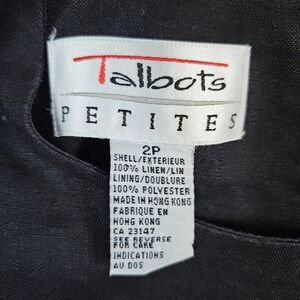 Talbots
PETITES
2P
SHELL/EXTERIEUR
100% LINEN/LIN
LINING/DOUBLURE
100% POLYESTER
MADE IN HONG KONG
FABRIQUE EN
HONG KONG
CA 23147
SEE REVERSE
FOR CARE
INDICATIONS
AU DOS